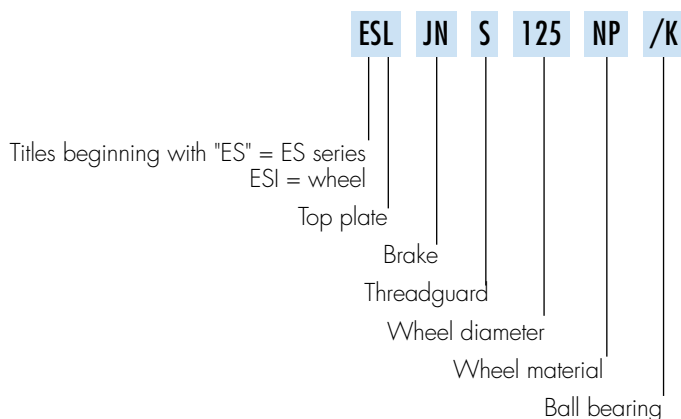 ESL JN S 125 NP /K
Titles beginning with "ES" = ES series
ESI = wheel
Top plate
Brake
Threadguard
Wheel diameter
Wheel material
Ball bearing